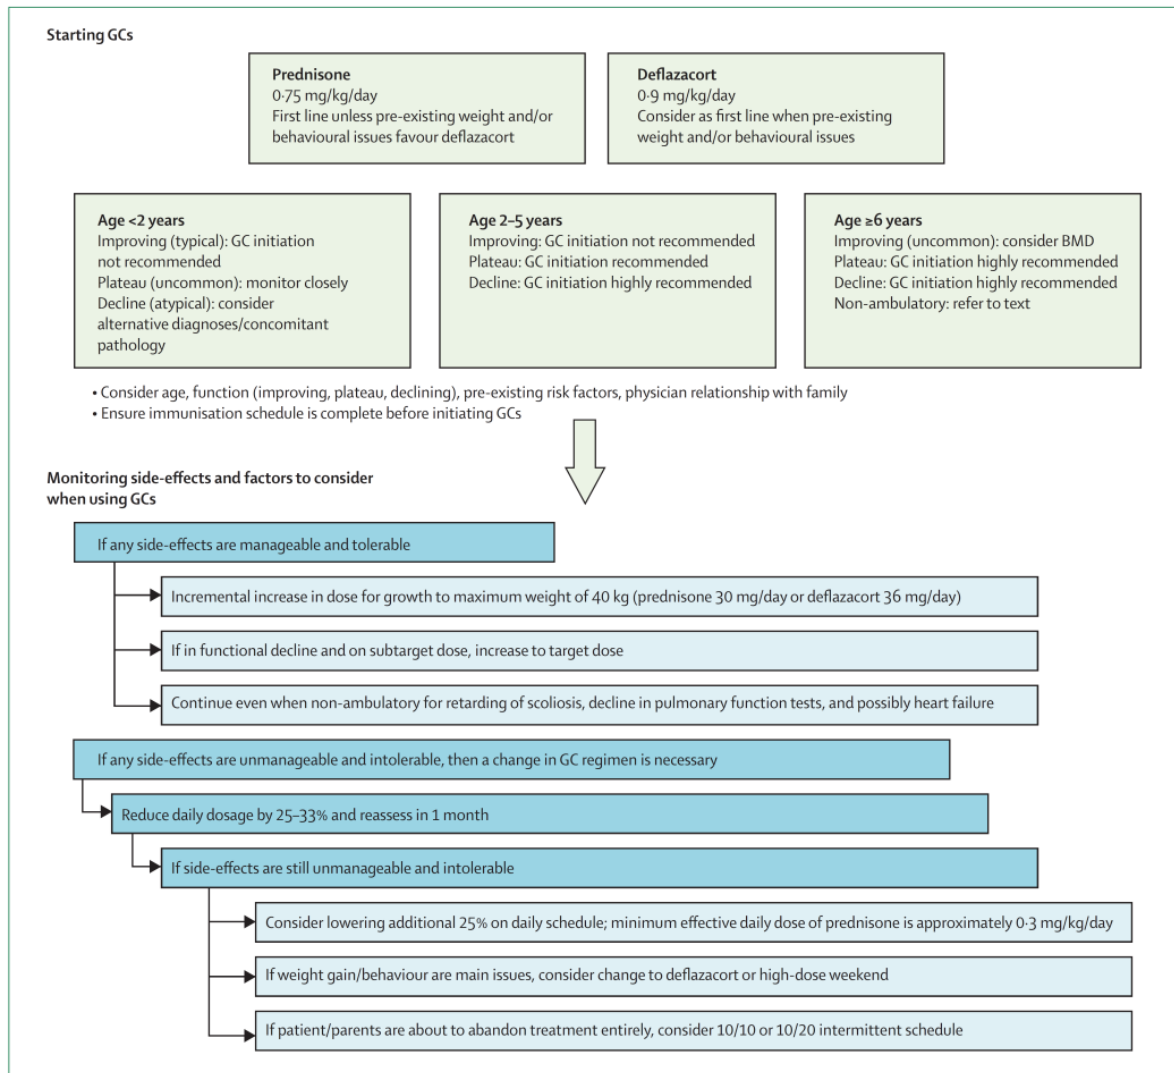 Starting GCs
Prednisone
0·75 mg/kg/day
First line unless pre-existing weight and/or
behavioural issues favour deflazacort
Deflazacort
0·9 mg/kg/day
Consider as first line when pre-existing
weight and/or behavioural issues
Age <2 years
Improving (typical): GC initiation
not recommended
Plateau (uncommon): monitor closely
Decline (atypical): consider
alternative diagnoses/concomitant
pathology
Age 2–5 years
Improving: GC initiation not recommended
Plateau: GC initiation recommended
Decline: GC initiation highly recommended
Age ≥6 years
Improving (uncommon): consider BMD
Plateau: GC initiation highly recommended
Decline: GC initiation highly recommended
Non-ambulatory: refer to text
• Consider age, function (improving, plateau, declining), pre-existing risk factors, physician relationship with family
• Ensure immunisation schedule is complete before initiating GCs
Monitoring side-effects and factors to consider
when using GCs
If any side-effects are manageable and tolerable
Incremental increase in dose for growth to maximum weight of 40 kg (prednisone 30 mg/day or deflazacort 36 mg/day)
If in functional decline and on subtarget dose, increase to target dose
Continue even when non-ambulatory for retarding of scoliosis, decline in pulmonary function tests, and possibly heart failure
If any side-effects are unmanageable and intolerable, then a change in GC regimen is necessary
Reduce daily dosage by 25–33% and reassess in 1 month
If side-effects are still unmanageable and intolerable
Consider lowering additional 25% on daily schedule; minimum effective daily dose of prednisone is approximately 0·3 mg/kg/day
If weight gain/behaviour are main issues, consider change to deflazacort or high-dose weekend
If patient/parents are about to abandon treatment entirely, consider 10/10 or 10/20 intermittent schedule